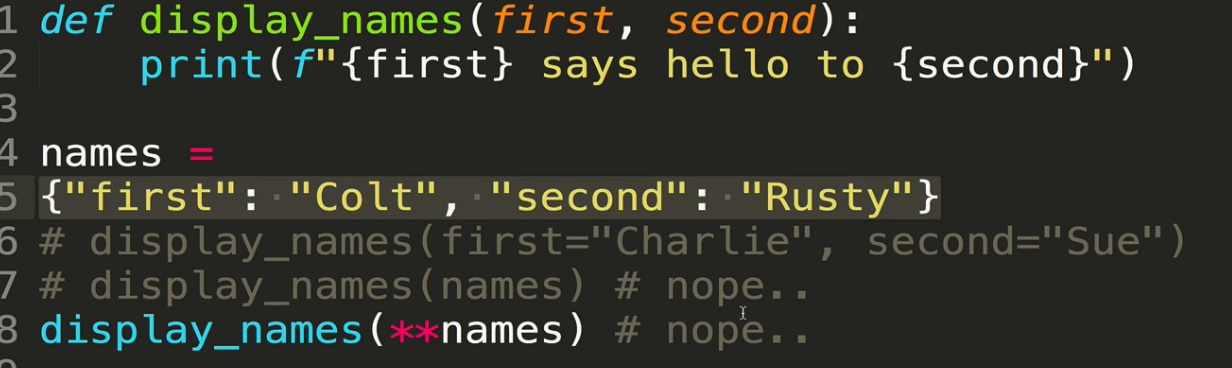 1 def display_names(first, second):
2     print(f"{first} says hello to {second}")
3
4 names =
5 {"first": "Colt", "second": "Rusty"}
6 # display_names(first="Charlie", second="Sue")
7 # display_names(names) # nope..
8 display_names(**names) # nope..